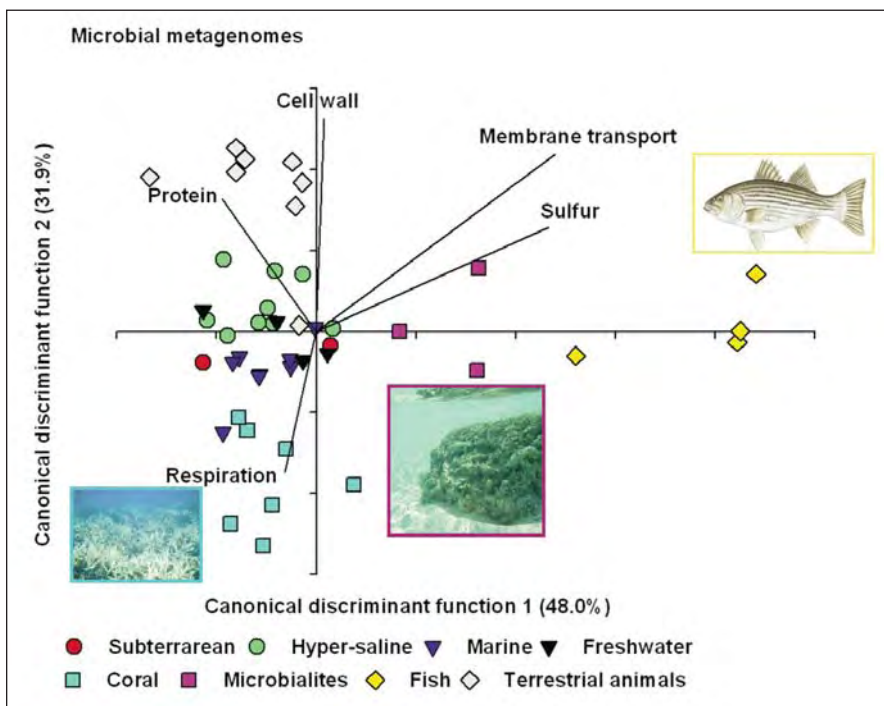 Microbial metagenomes
Cell wall
Membrane transport
Protein
Sulfur
Respiration
Canonical discriminant function 2 (31.9%)
Canonical discriminant function 1 (48.0%)
Subterrarean Hyper-saline Marine Freshwater
Coral Microbialites Fish Terrestrial animals